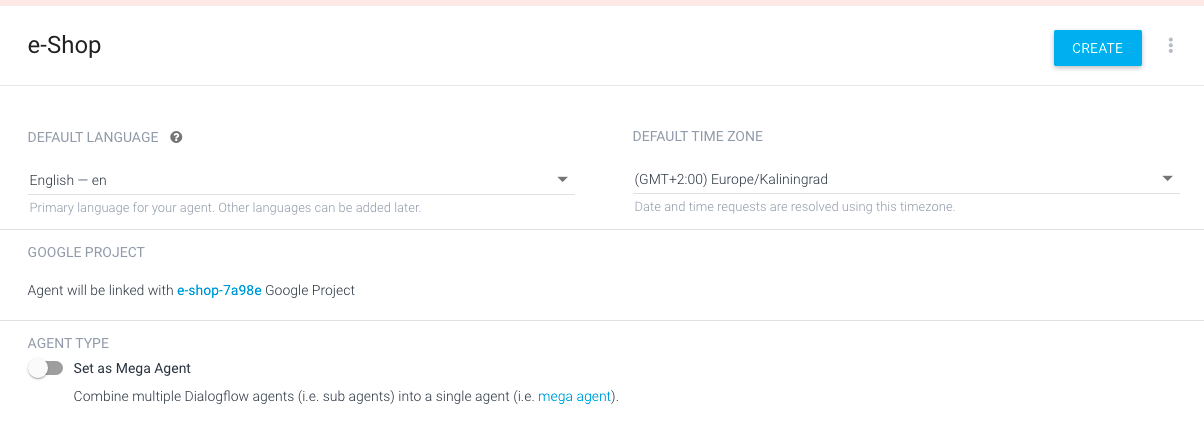 e-Shop
CREATE
DEFAULT LANGUAGE
DEFAULT TIME ZONE
English — en
(GMT+2:00) Europe/Kaliningrad
Primary language for your agent. Other languages can be added later.
Date and time requests are resolved using this timezone.
GOOGLE PROJECT
Agent will be linked with e-shop-7a98e Google Project
AGENT TYPE
Set as Mega Agent
Combine multiple Dialogflow agents (i.e. sub agents) into a single agent (i.e. mega agent).